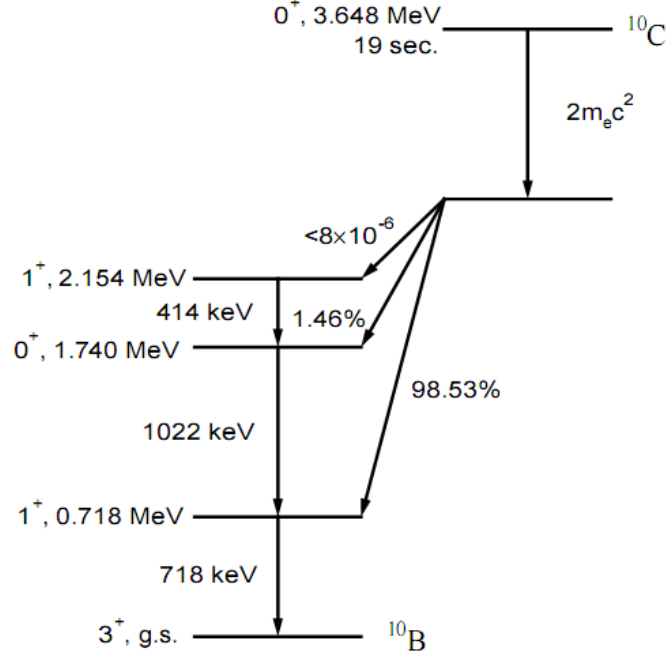 0⁺, 3.648 MeV
¹⁰C
19 sec.
2mₑc²
<8×10⁻⁶
1⁺, 2.154 MeV
414 keV
1.46%
0⁺, 1.740 MeV
98.53%
1022 keV
1⁺, 0.718 MeV
718 keV
3⁺, g.s.
¹⁰B